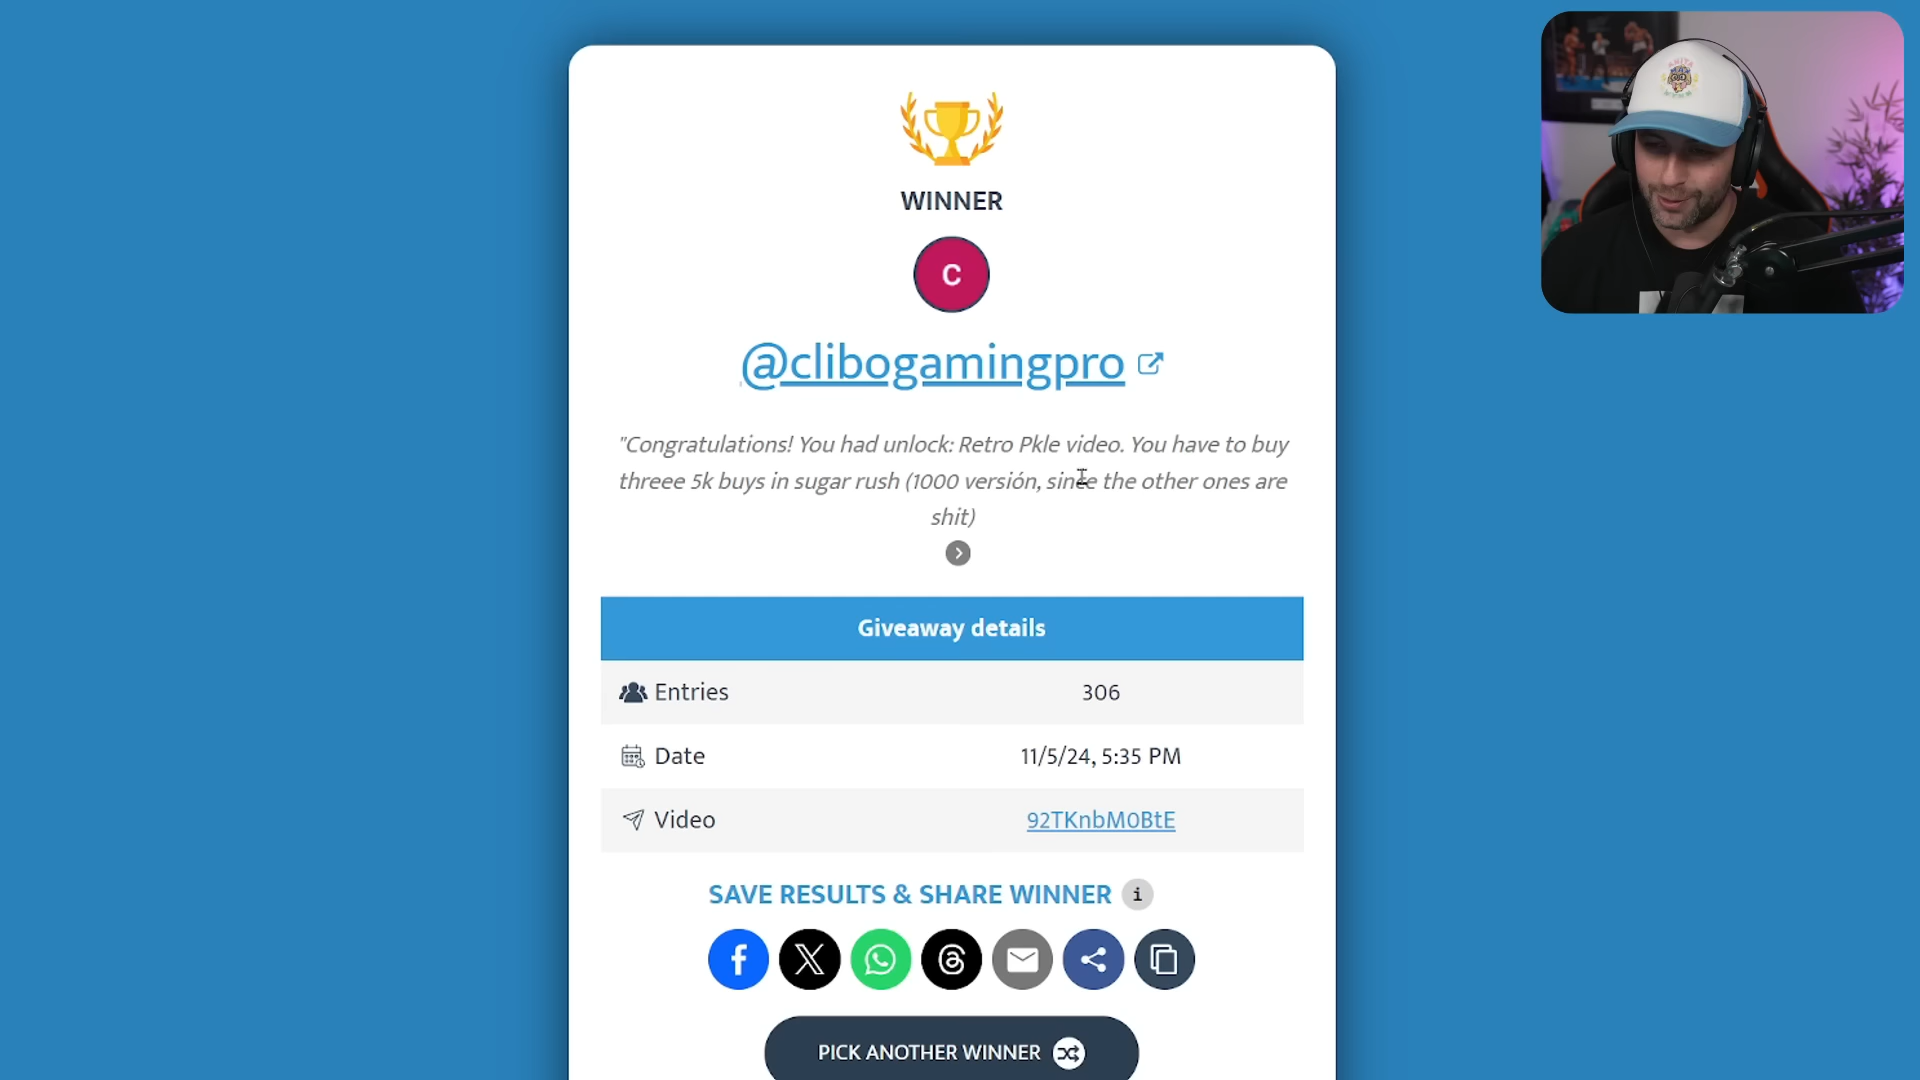 WINNER
C
@clibogamingpro
"Congratulations! You had unlock: Retro Pkle video. You have to buy
threee 5k buys in sugar rush (1000 versión, since the other ones are
shit)
Giveaway details
Entries 306
Date 11/5/24, 5:35 PM
Video 92TKnbM0BtE
SAVE RESULTS & SHARE WINNER i
PICK ANOTHER WINNER